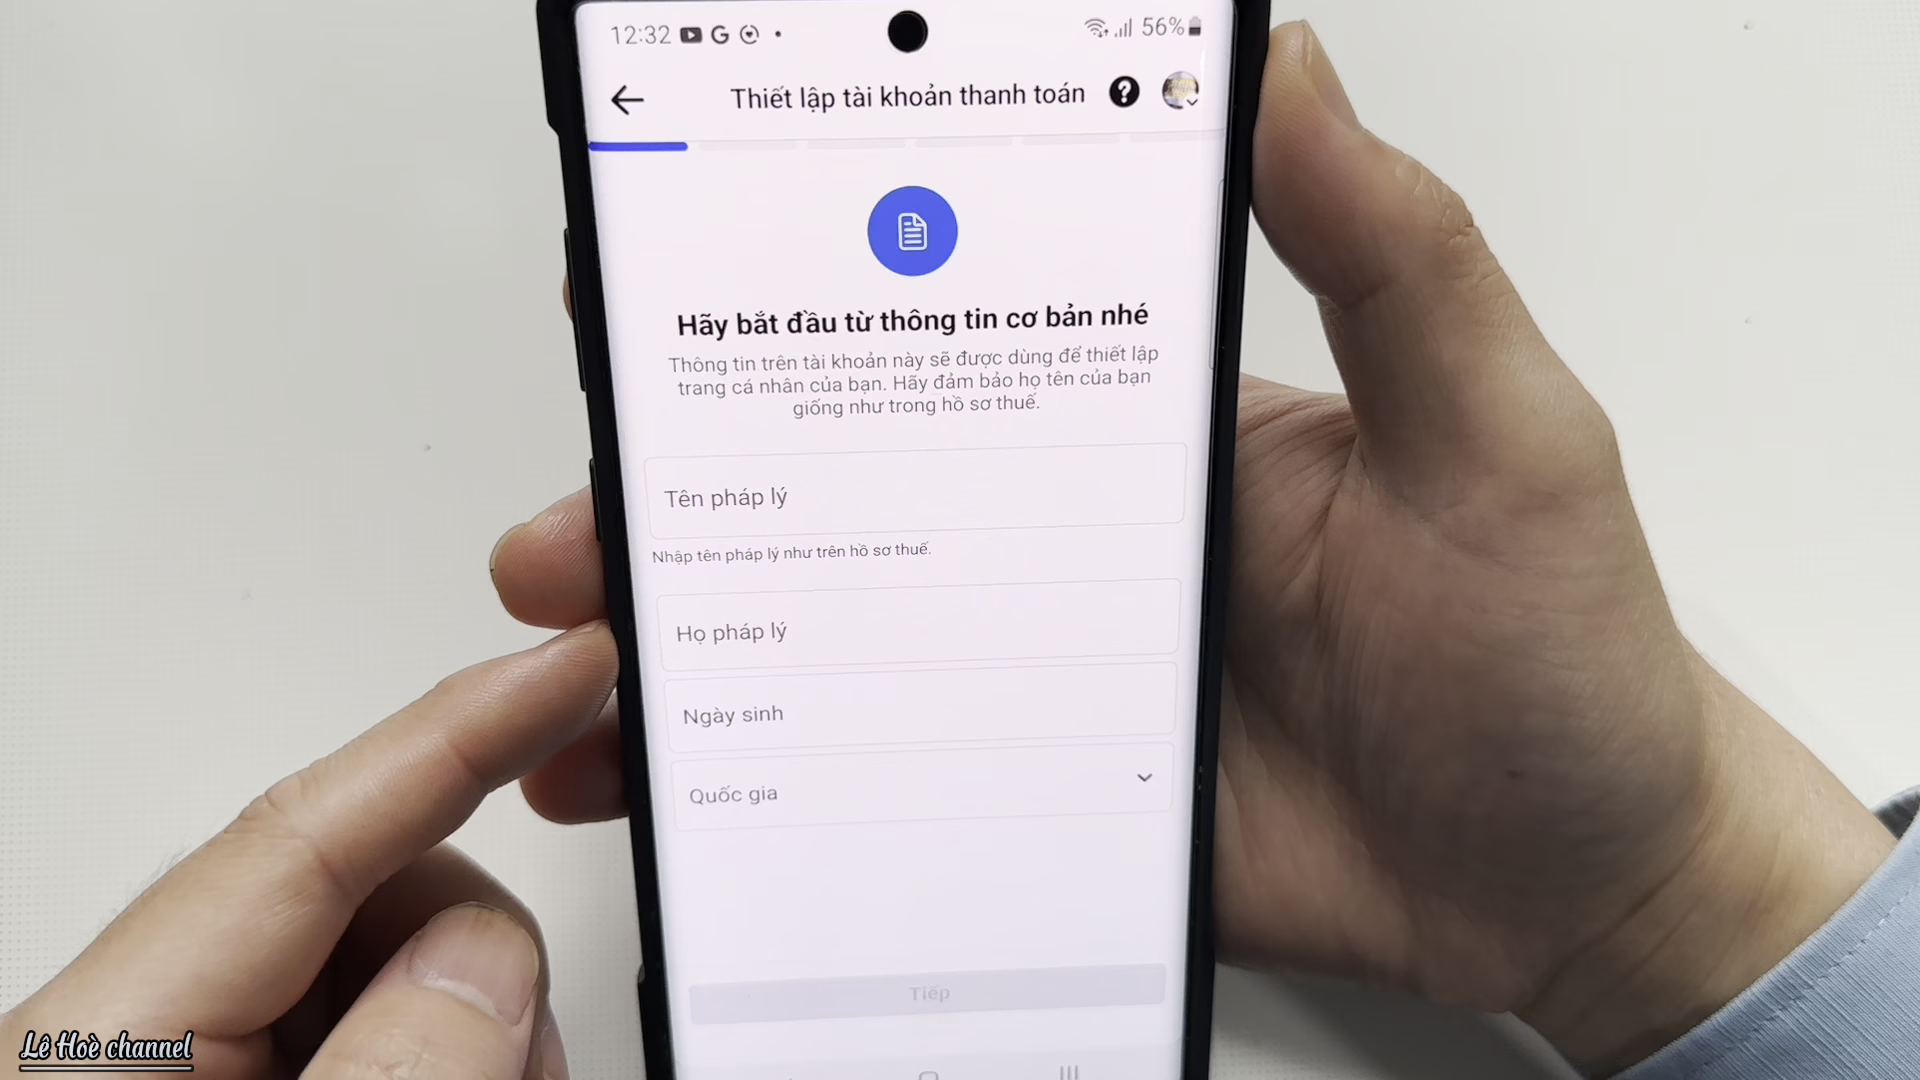 12:32
56%
Thiết lập tài khoản thanh toán
Hãy bắt đầu từ thông tin cơ bản nhé
Thông tin trên tài khoản này sẽ được dùng để thiết lập
trang cá nhân của bạn. Hãy đảm bảo họ tên của bạn
giống như trong hồ sơ thuế.
Tên pháp lý
Nhập tên pháp lý như trên hồ sơ thuế.
Họ pháp lý
Ngày sinh
Quốc gia
Tiếp
Lê Hoè channel